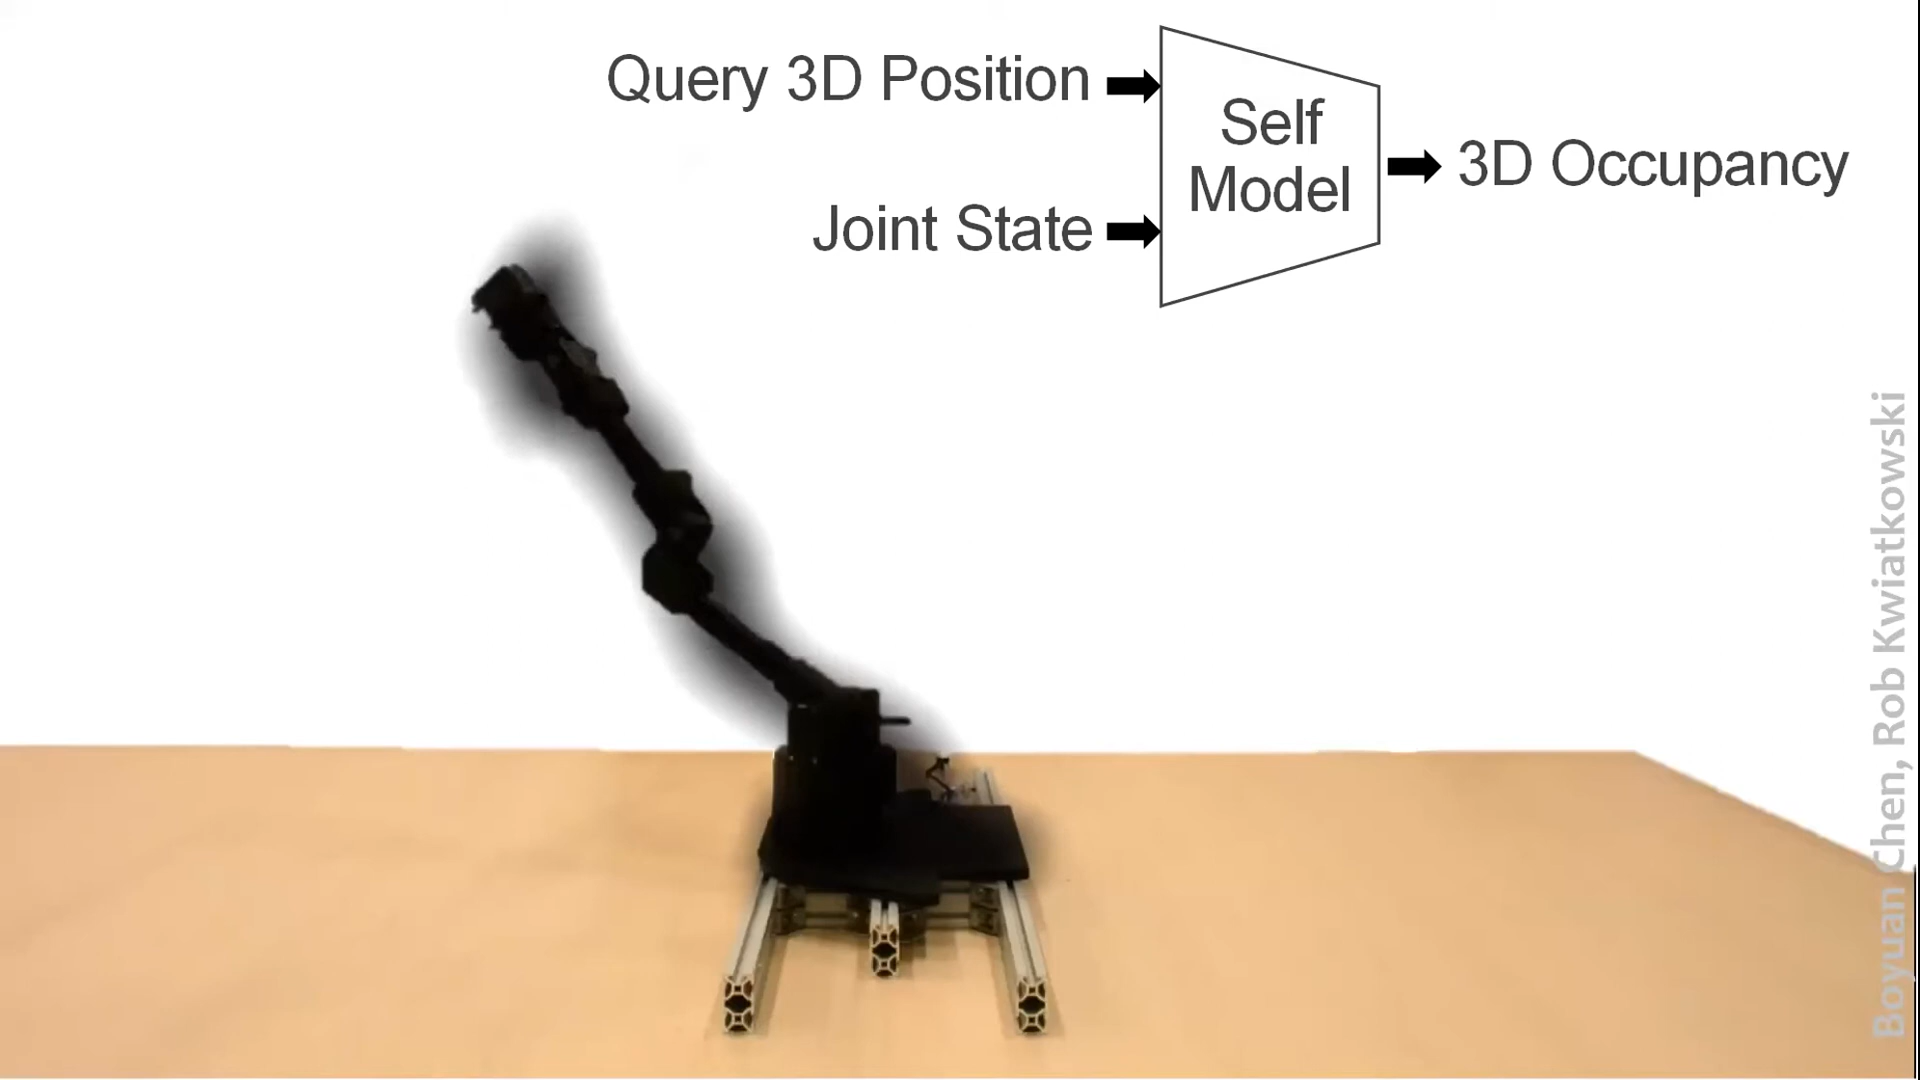 Query 3D Position
Joint State
Self
Model
3D Occupancy
Boyuan Chen, Rob Kwiatkowski